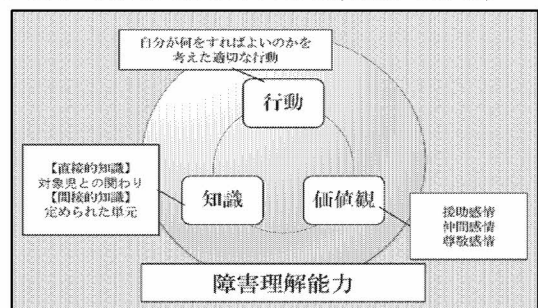 自分が何をすればよいのかを
考えた適切な行動
行動
【直接的知識】
対象児との関わり
【間接的知識】
定められた単元
知識
価値観
援助感情
仲間感情
尊敬感情
障害理解能力